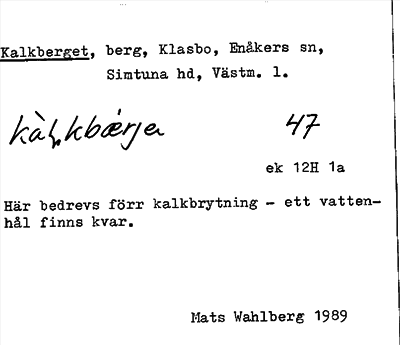 Kalkberget, berg, Klasbo, Enåkers sn,
Simtuna hd, Västm. l.
47
ek 12H 1a
Här bedrevs förr kalkbrytning - ett vatten-
hål finns kvar.
Mats Wahlberg 1989